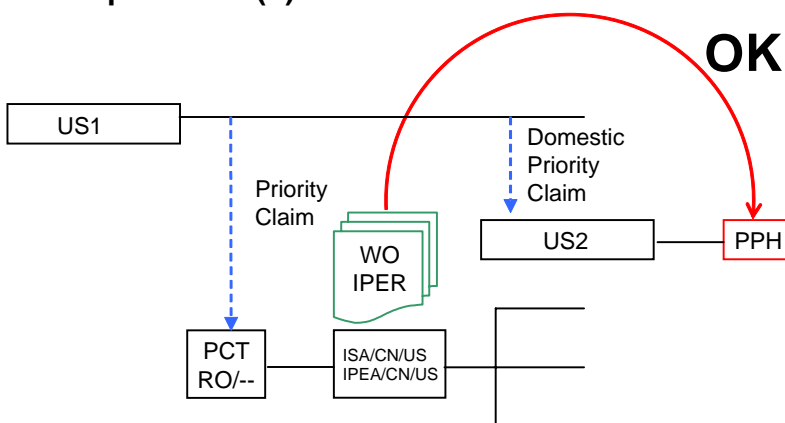 OK
US1
Domestic
Priority
Claim
Priority
Claim
US2
PPH
WO
IPER
PCT
RO/--
ISA/CN/US
IPEA/CN/US